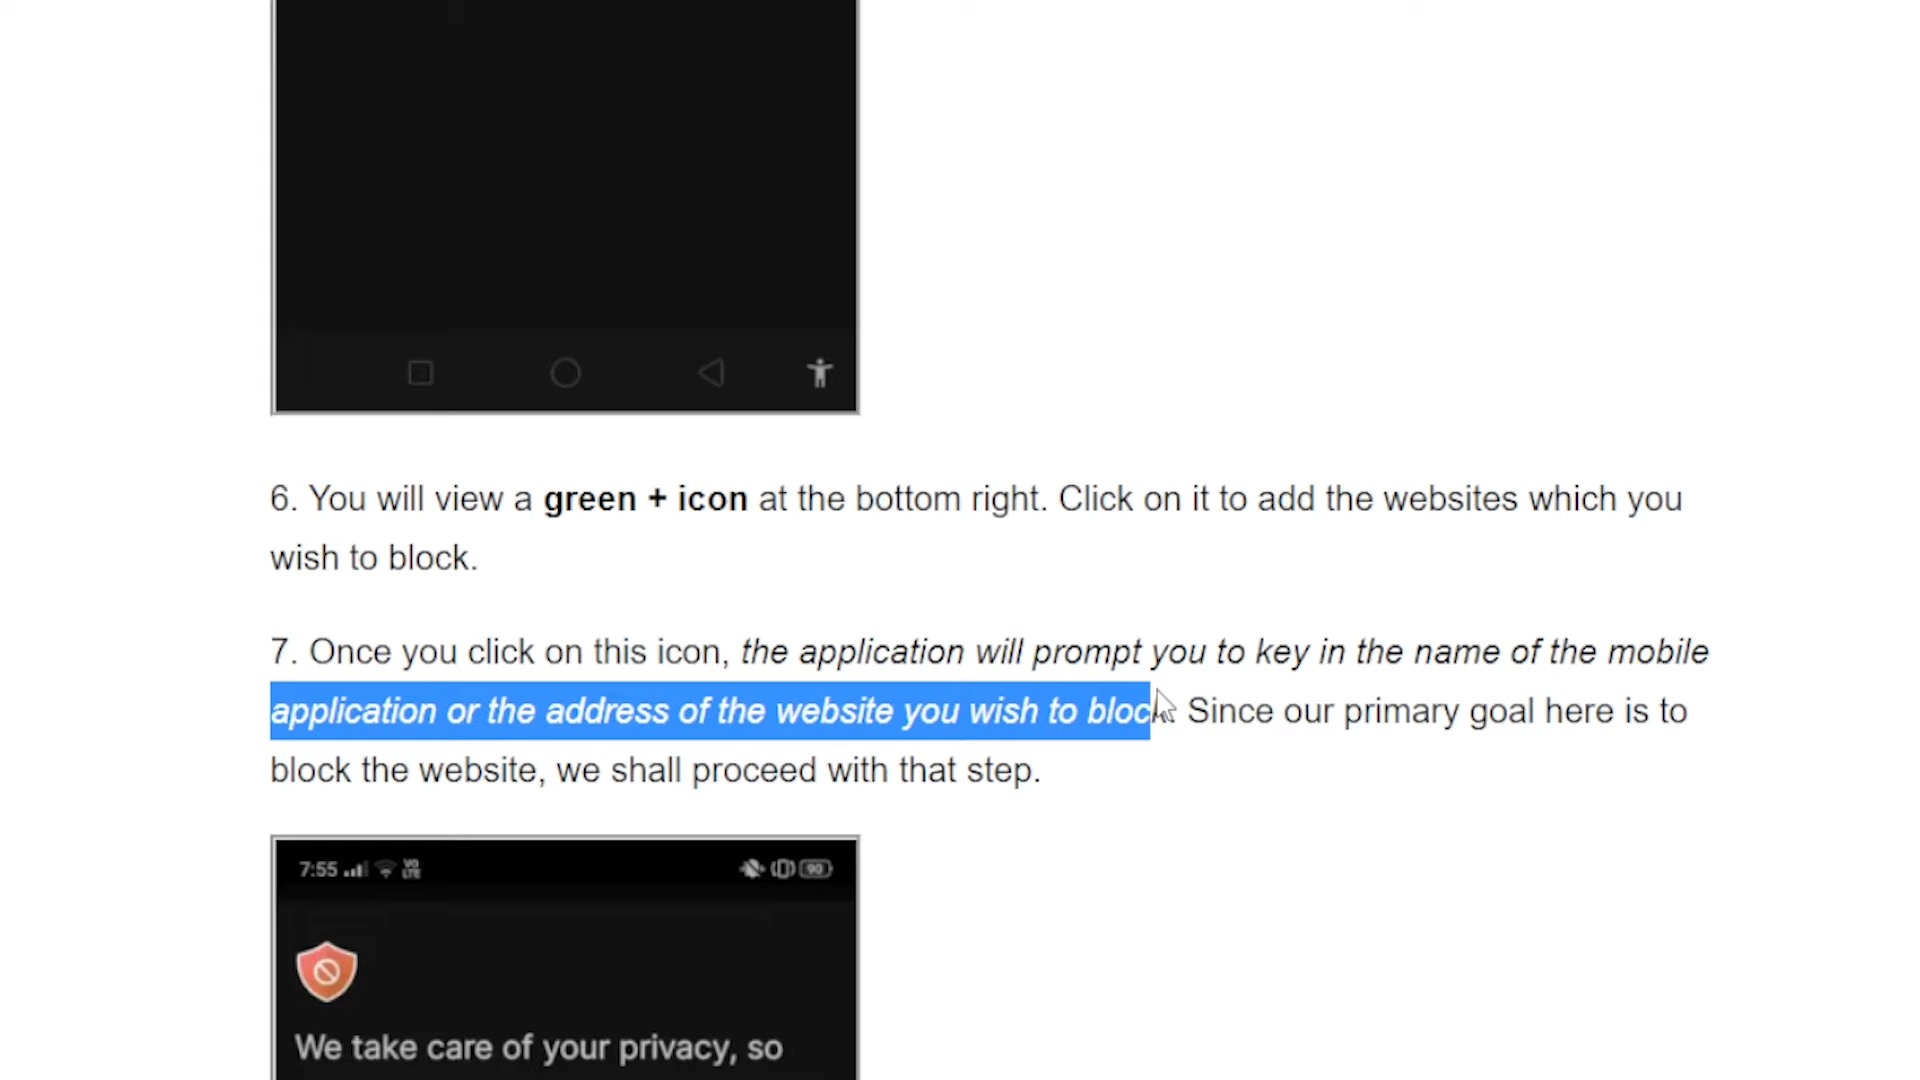 6. You will view a green + icon at the bottom right. Click on it to add the websites which you
wish to block.
7. Once you click on this icon, the application will prompt you to key in the name of the mobile
application or the address of the website you wish to block. Since our primary goal here is to
block the website, we shall proceed with that step.
7:55 VO LTE 90
We take care of your privacy, so